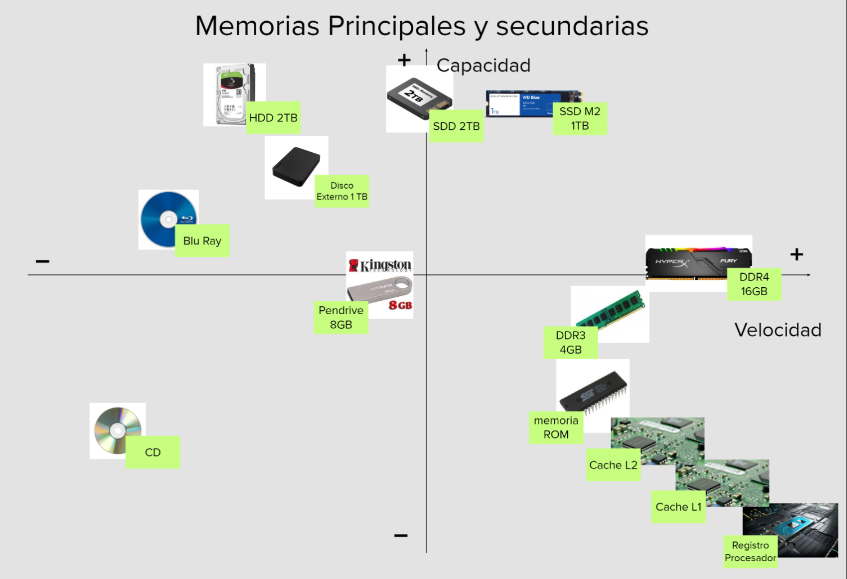 Memorias Principales y secundarias
+
Capacidad
HDD 2TB
2TB
SDD 2TB
WD Blue
1TB
SSD M2
1TB
Disco
Externo 1 TB
Blu Ray
−
+
Kingston
TECHNOLOGY
8GB
Pendrive
8GB
HYPERX
FURY
DDR4
16GB
Velocidad
DDR3
4GB
memoria
ROM
CD
Cache L2
Cache L1
−
Registro
Procesador